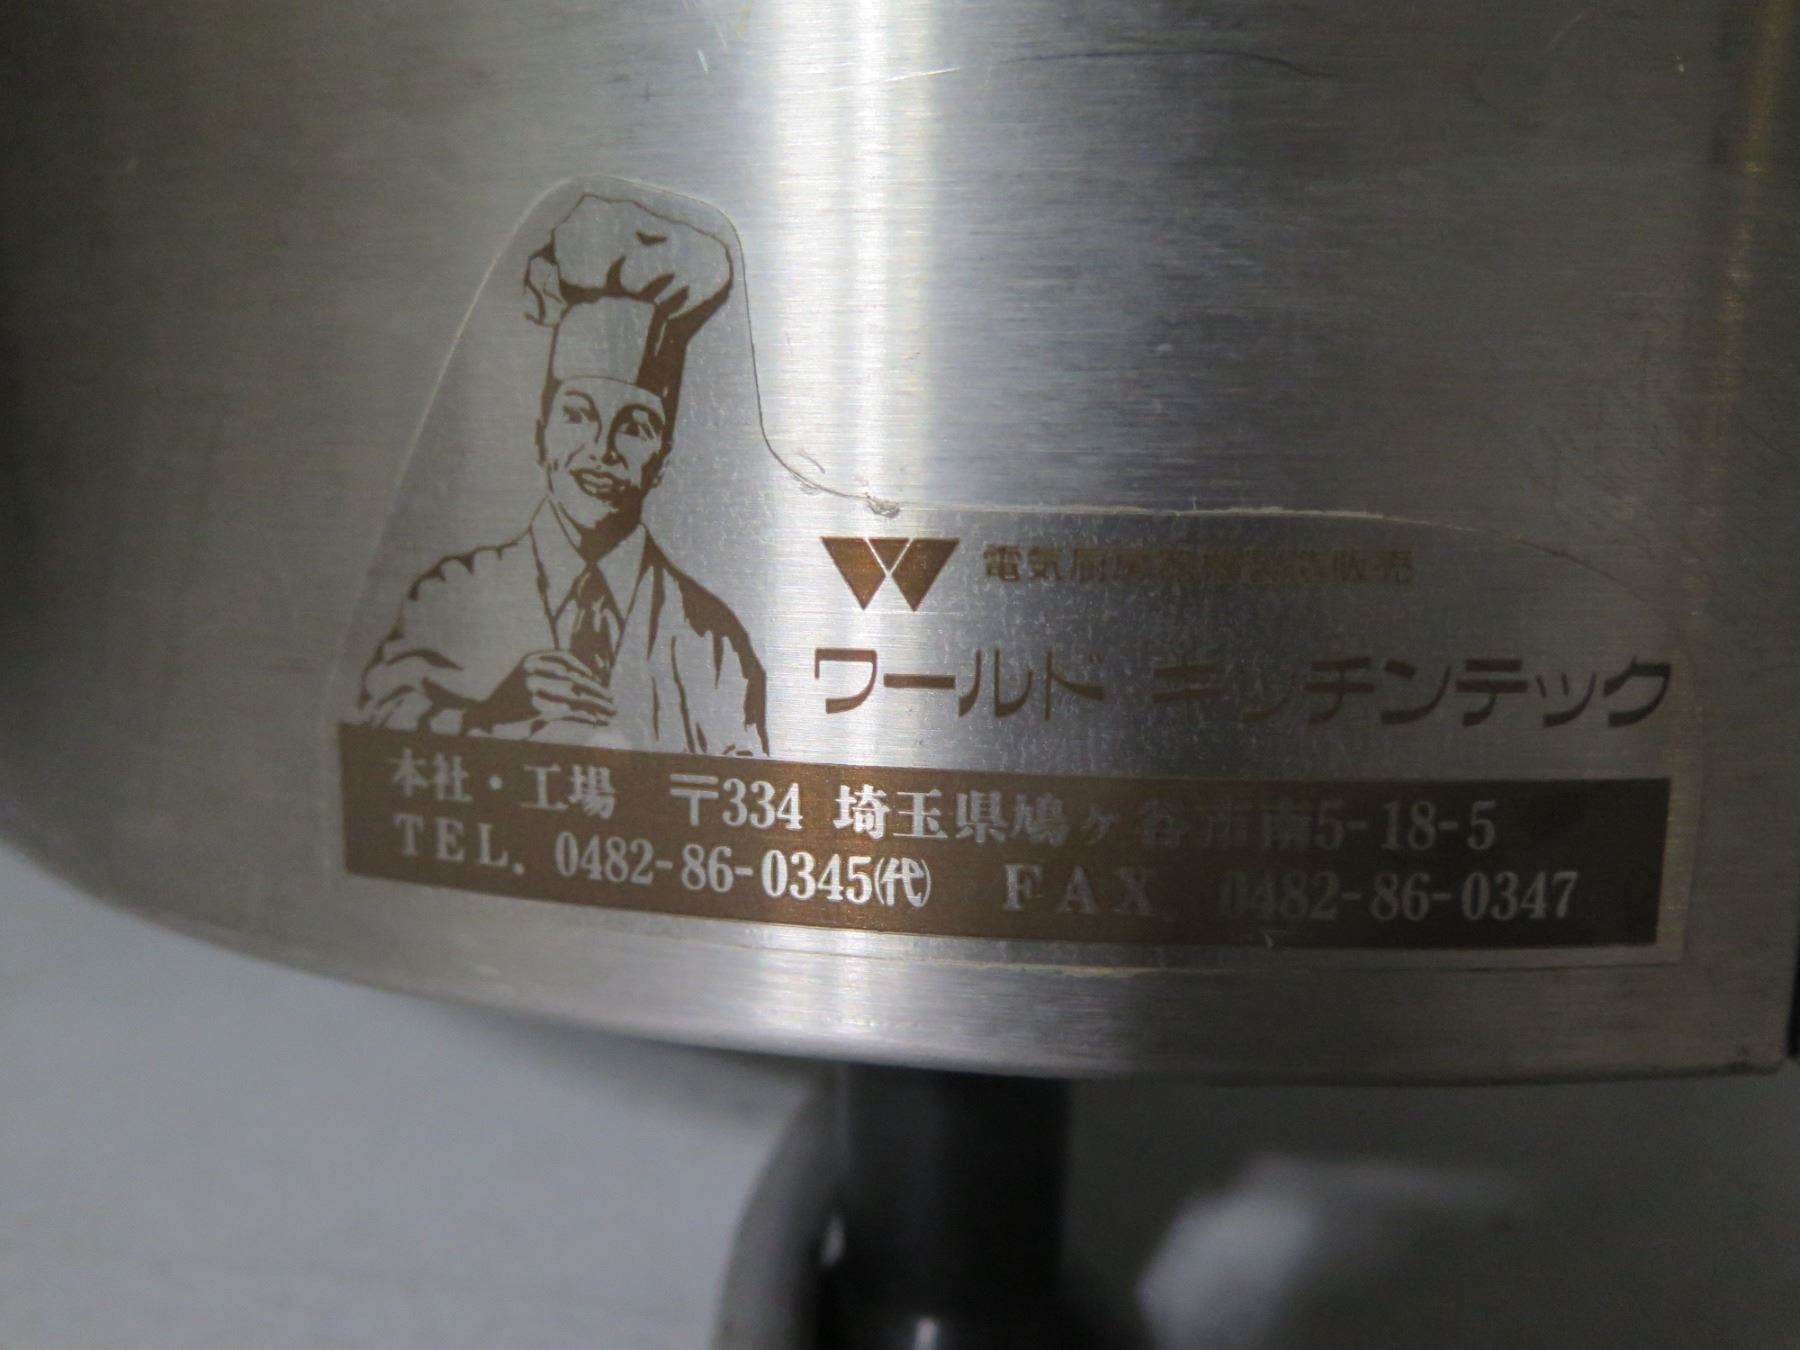 W 電気厨房機器製造販売
ワールド キッチンテック
本社・工場 〒334 埼玉県鳩ヶ谷市南5-18-5
TEL. 0482-86-0345(代) FAX. 0482-86-0347